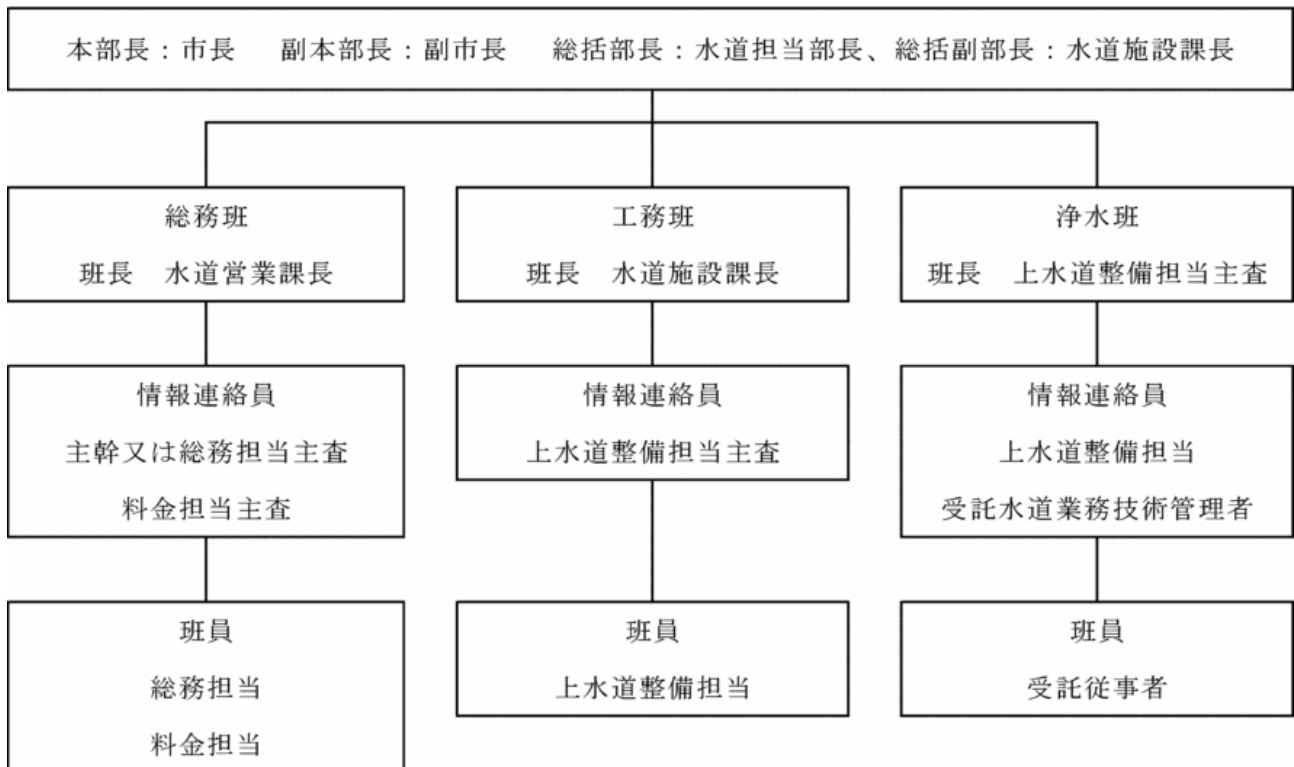 本部長：市長　副本部長：副市長　総括部長：水道担当部長、総括副部長：水道施設課長
総務班
班長　水道営業課長
工務班
班長　水道施設課長
浄水班
班長　上水道整備担当主査
情報連絡員
主幹又は総務担当主査
料金担当主査
情報連絡員
上水道整備担当主査
情報連絡員
上水道整備担当
受託水道業務技術管理者
班員
総務担当
料金担当
班員
上水道整備担当
班員
受託従事者